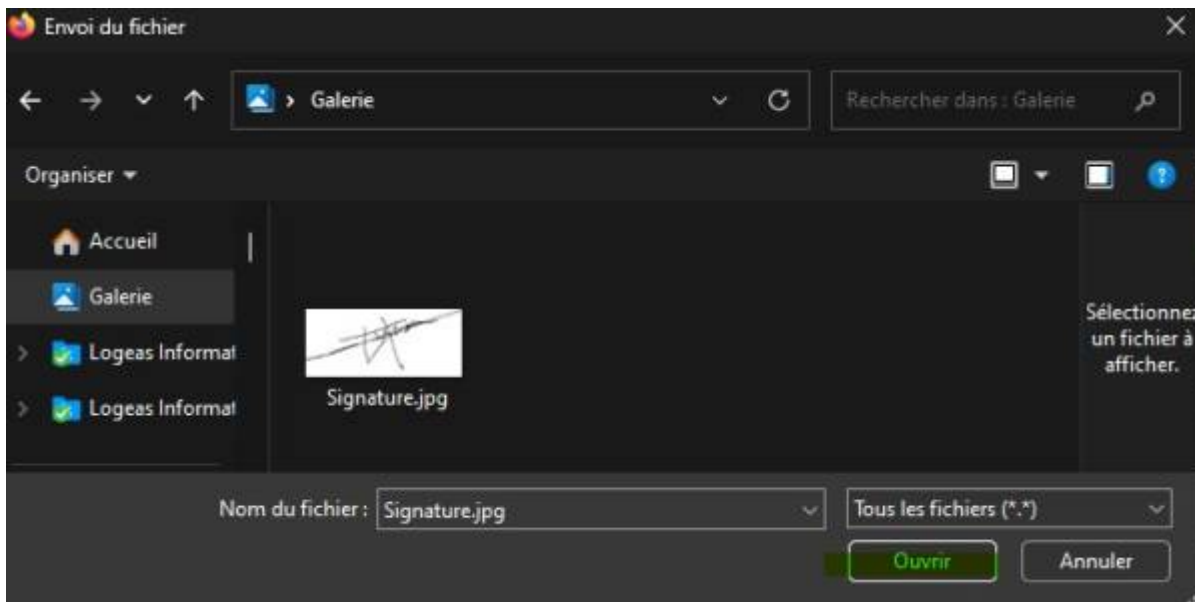 Envoi du fichier
Galerie
Rechercher dans : Galerie
Organiser
Accueil
Galerie
Logeas Informat
Logeas Informat
Signature.jpg
Sélectionnez
un fichier à
afficher.
Nom du fichier : Signature.jpg
Tous les fichiers (*.*)
Ouvrir
Annuler